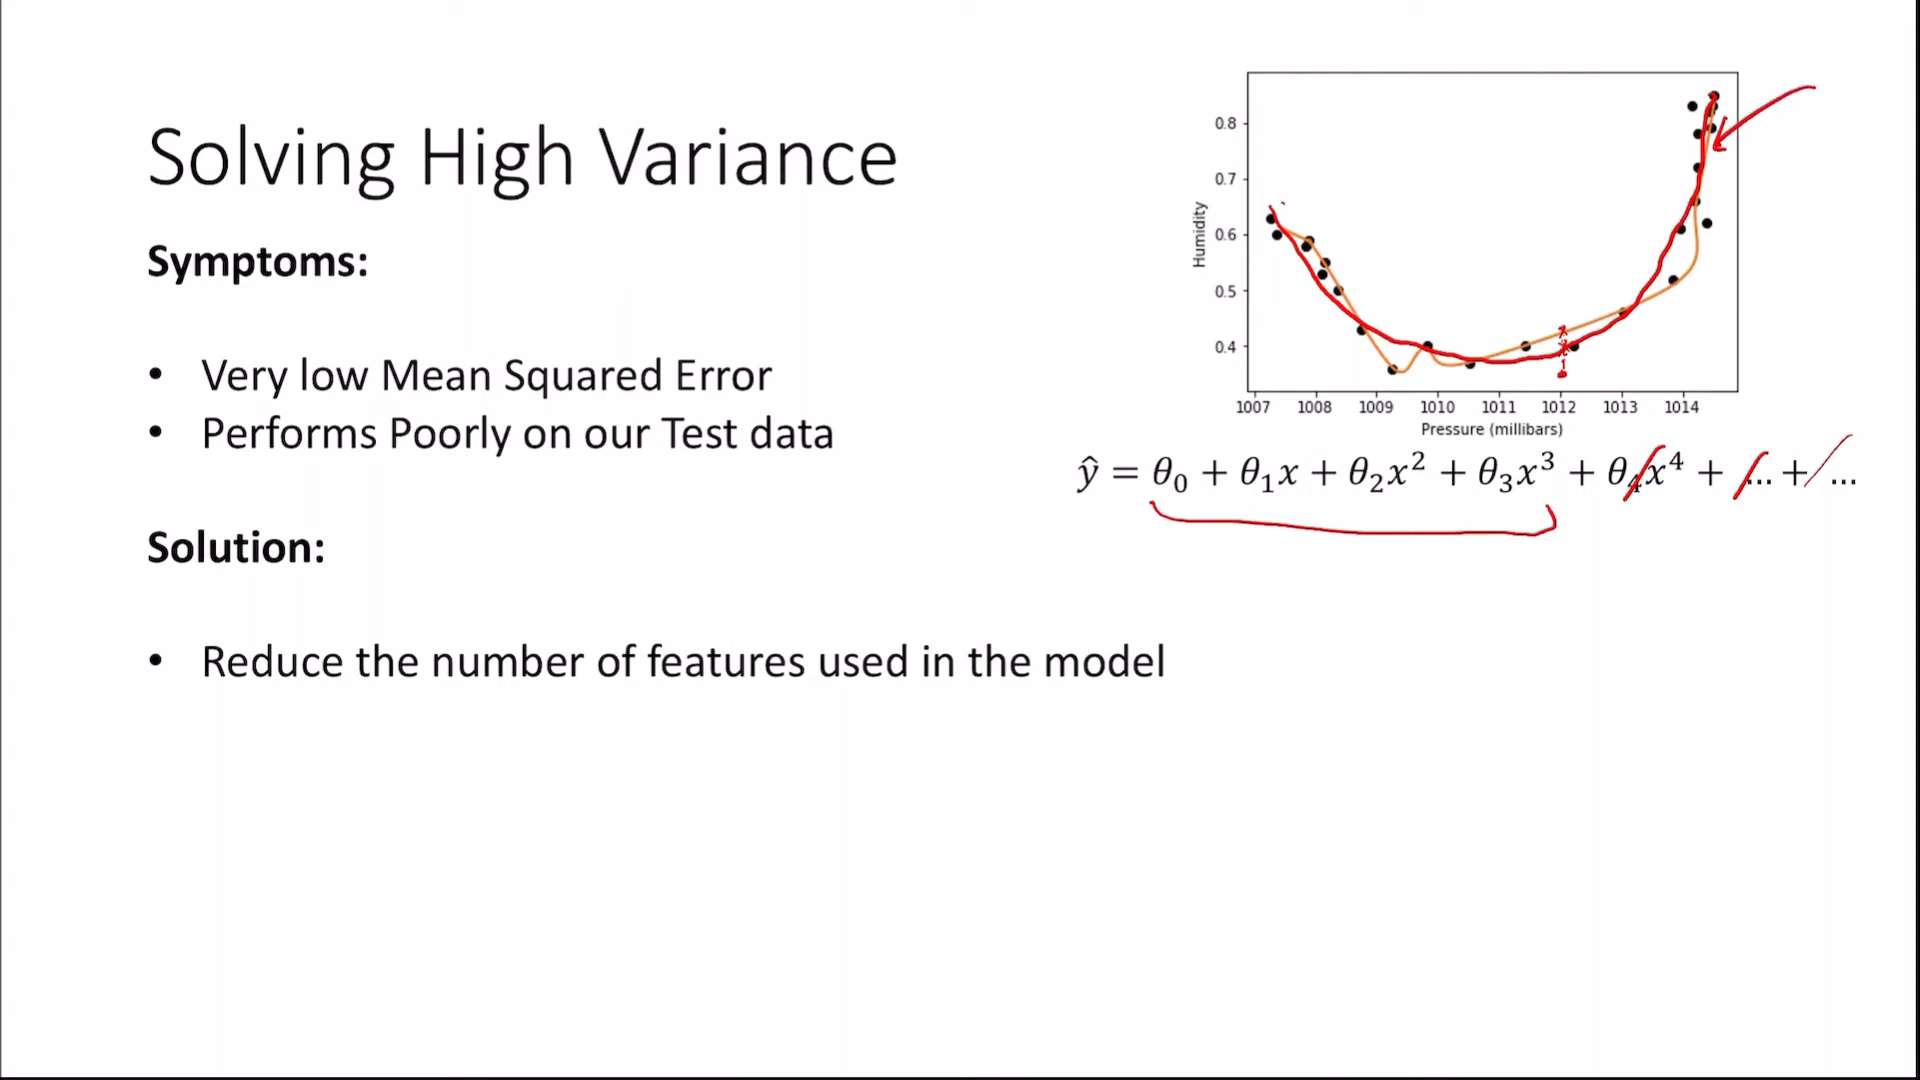 Solving High Variance
Symptoms:
• Very low Mean Squared Error
• Performs Poorly on our Test data
Solution:
• Reduce the number of features used in the model
0.8
0.7
0.6
0.5
0.4
Humidity
1007 1008 1009 1010 1011 1012 1013 1014
Pressure (millibars)
ŷ = θ₀ + θ₁x + θ₂x² + θ₃x³ + θ₄x⁴ + ... + ...